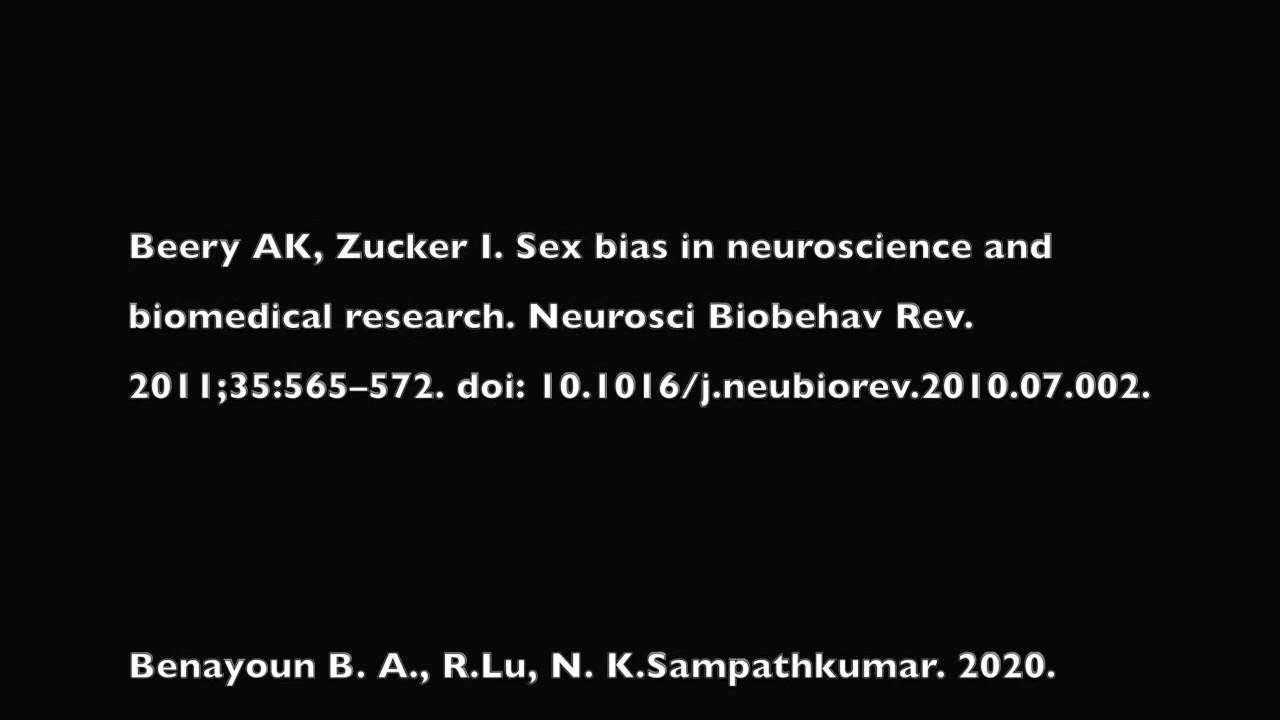 Beery AK, Zucker I. Sex bias in neuroscience and
biomedical research. Neurosci Biobehav Rev.
2011;35:565–572. doi: 10.1016/j.neubiorev.2010.07.002.
Benayoun B. A., R.Lu, N. K.Sampathkumar. 2020.